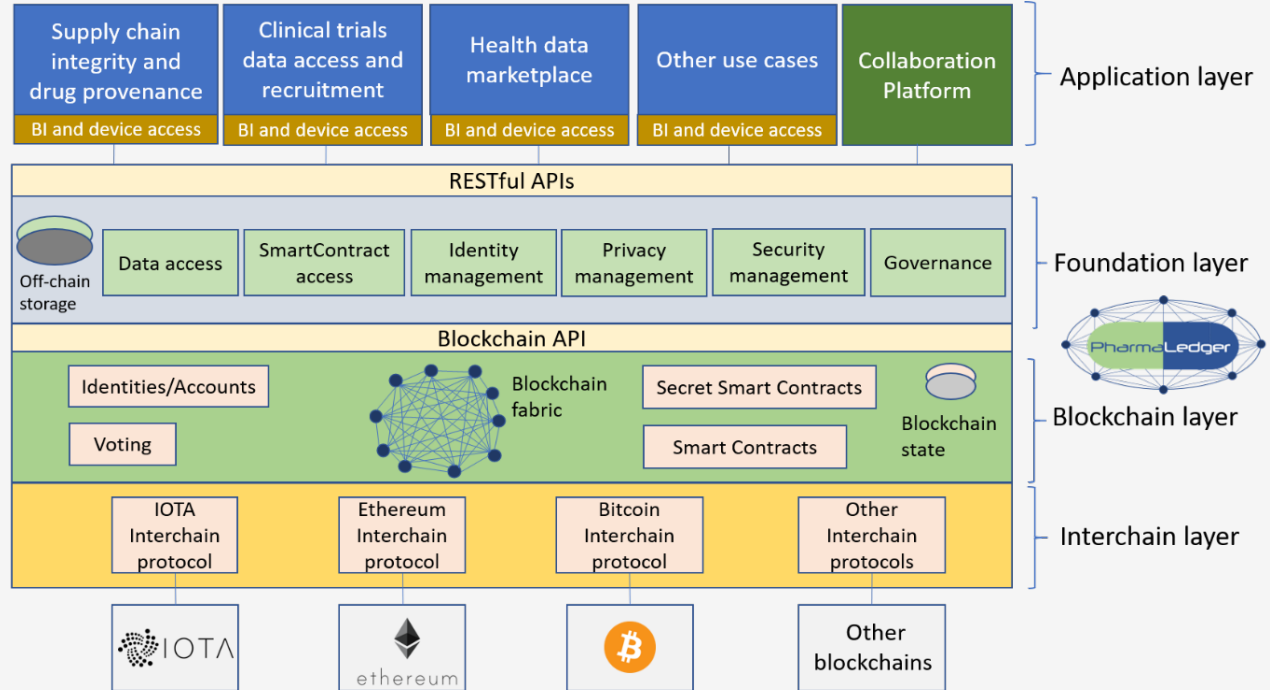 Supply chain
integrity and
drug provenance
BI and device access
Clinical trials
data access and
recruitment
BI and device access
Health data
marketplace
BI and device access
Other use cases
BI and device access
Collaboration
Platform
Application layer
RESTful APIs
Off-chain
storage
Data access
SmartContract
access
Identity
management
Privacy
management
Security
management
Governance
Foundation layer
PharmaLedger
Blockchain API
Identities/Accounts
Voting
Blockchain
fabric
Secret Smart Contracts
Smart Contracts
Blockchain
state
Blockchain layer
IOTA
Interchain
protocol
Ethereum
Interchain
protocol
Bitcoin
Interchain
protocol
Other
Interchain
protocols
Interchain layer
IOTA
ethereum
Other
blockchains